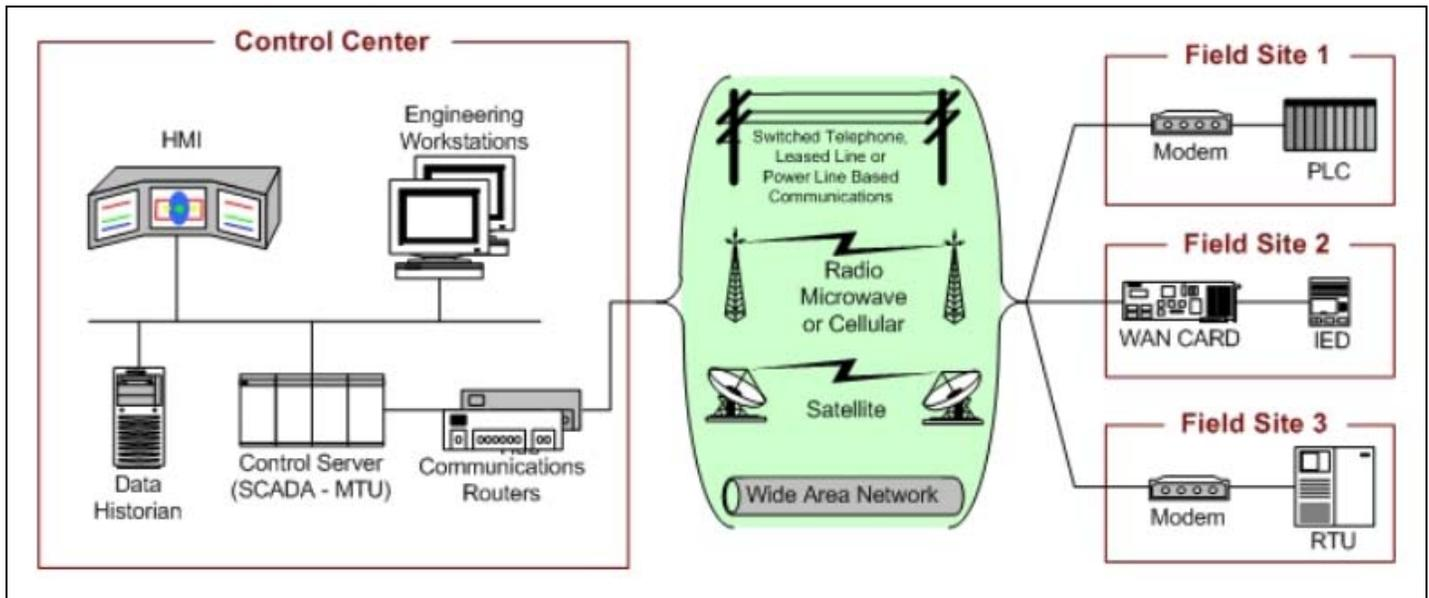 Control Center
HMI
Engineering
Workstations
Data
Historian
Control Server
(SCADA - MTU)
Communications
Routers
Switched Telephone,
Leased Line or
Power Line Based
Communications
Radio
Microwave
or Cellular
Satellite
Wide Area Network
Field Site 1
Modem
PLC
Field Site 2
WAN CARD
IED
Field Site 3
Modem
RTU